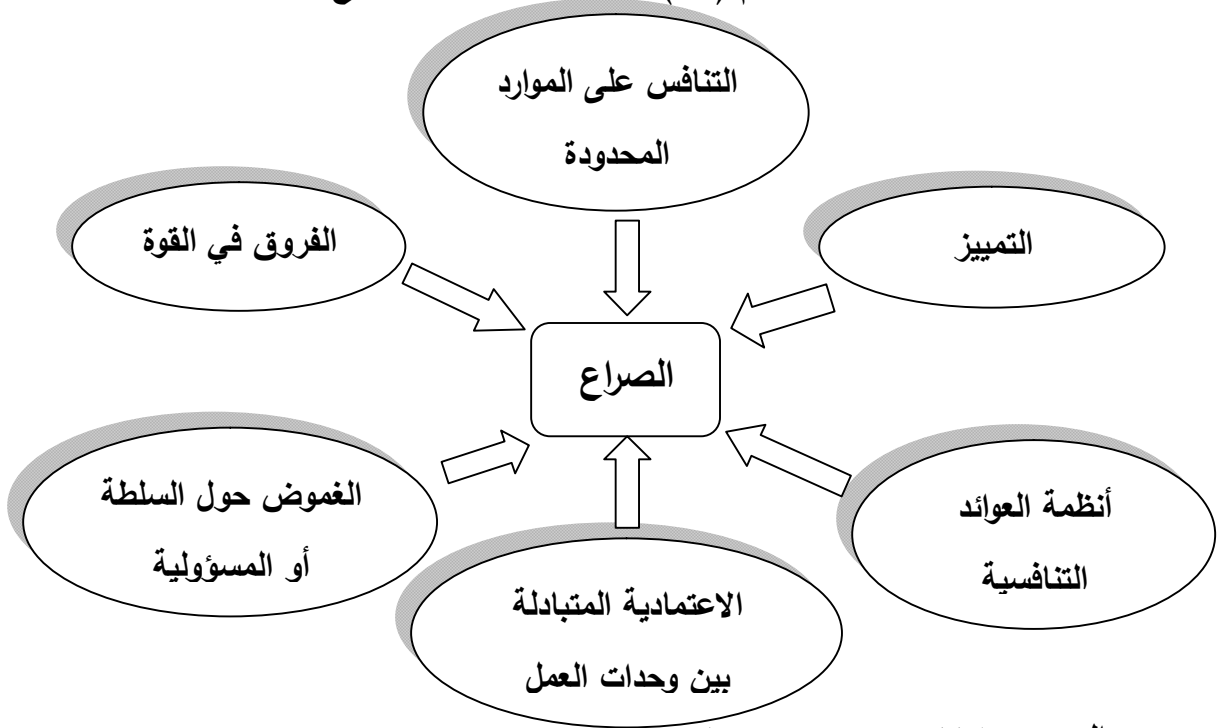 التنافس على الموارد
المحدودة
التمييز
الفروق في القوة
الصراع
أنظمة العوائد
التنافسية
الغموض حول السلطة
أو المسؤولية
الاعتمادية المتبادلة
بين وحدات العمل